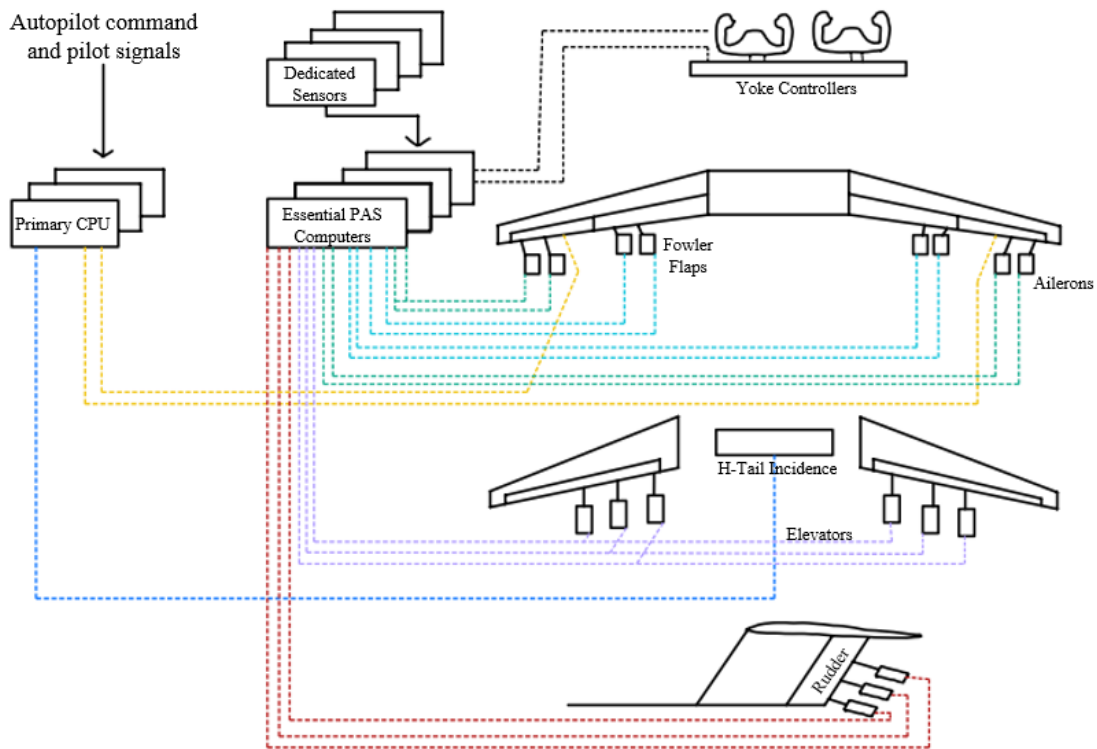 Autopilot command
and pilot signals
Dedicated
Sensors
Yoke Controllers
Primary CPU
Essential PAS
Computers
Fowler
Flaps
Ailerons
H-Tail Incidence
Elevators
Rudder